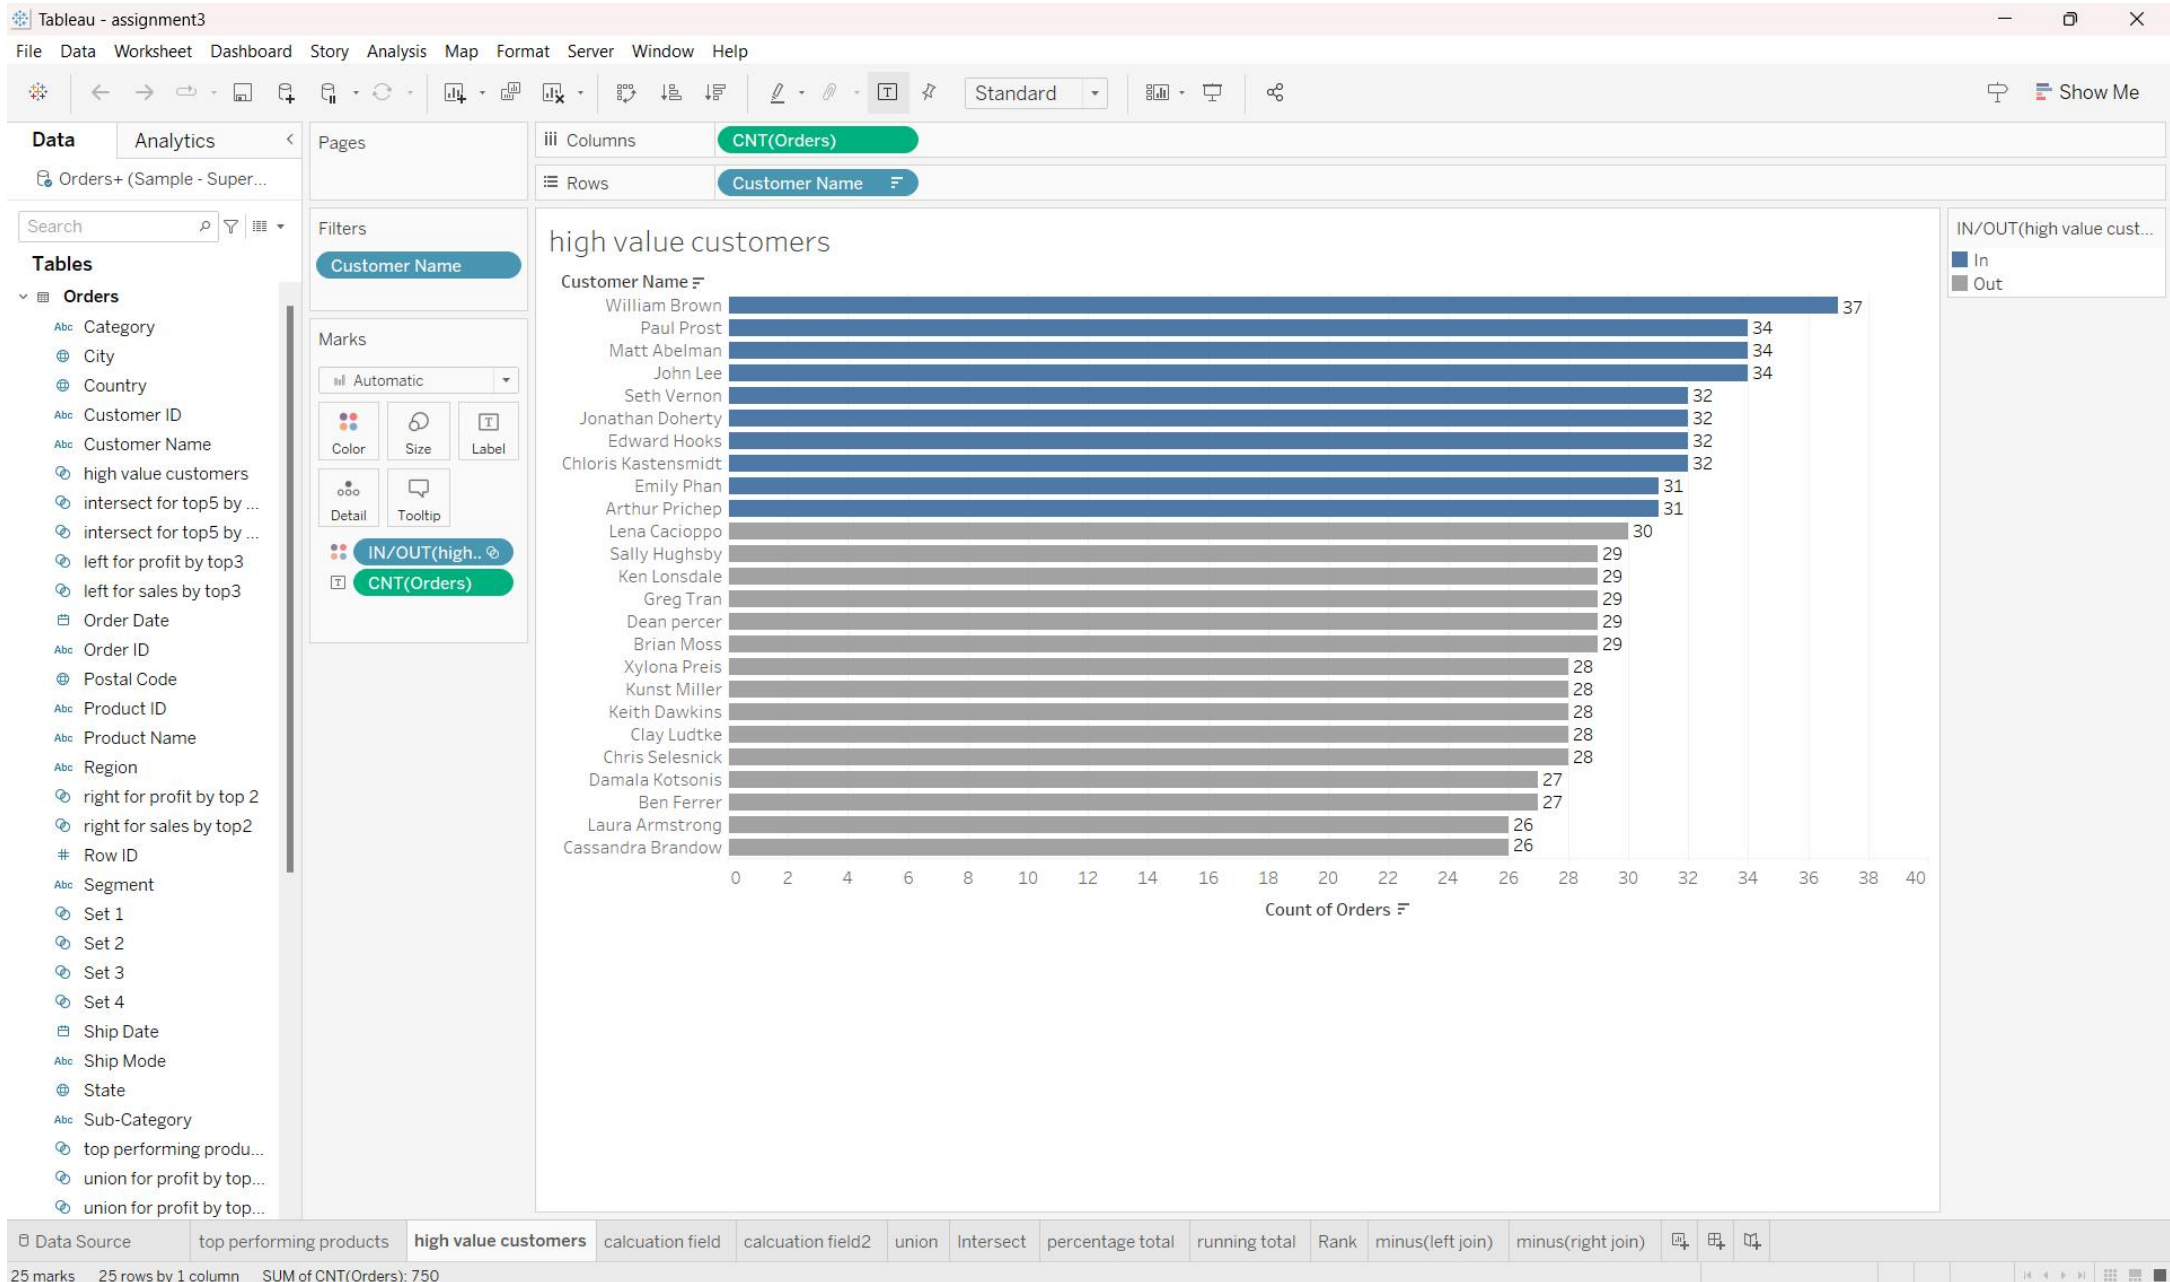 Tableau - assignment3
File Data Worksheet Dashboard Story Analysis Map Format Server Window Help
Standard
Show Me
Data Analytics
Orders+ (Sample - Super...
Search
Tables
Orders
Abc Category
City
Country
Abc Customer ID
Abc Customer Name
high value customers
intersect for top5 by ...
intersect for top5 by ...
left for profit by top3
left for sales by top3
Order Date
Abc Order ID
Postal Code
Abc Product ID
Abc Product Name
Abc Region
right for profit by top 2
right for sales by top2
# Row ID
Abc Segment
Set 1
Set 2
Set 3
Set 4
Ship Date
Abc Ship Mode
State
Abc Sub-Category
top performing produ...
union for profit by top...
union for profit by top...
Pages
Filters
Customer Name
Marks
Automatic
Color Size Label
Detail Tooltip
IN/OUT(high..
CNT(Orders)
Columns CNT(Orders)
Rows Customer Name
high value customers
Customer Name
William Brown 37
Paul Prost 34
Matt Abelman 34
John Lee 34
Seth Vernon 32
Jonathan Doherty 32
Edward Hooks 32
Chloris Kastensmidt 32
Emily Phan 31
Arthur Prichep 31
Lena Cacioppo 30
Sally Hughsby 29
Ken Lonsdale 29
Greg Tran 29
Dean percer 29
Brian Moss 29
Xylona Preis 28
Kunst Miller 28
Keith Dawkins 28
Clay Ludtke 28
Chris Selesnick 28
Damala Kotsonis 27
Ben Ferrer 27
Laura Armstrong 26
Cassandra Brandow 26
0 2 4 6 8 10 12 14 16 18 20 22 24 26 28 30 32 34 36 38 40
Count of Orders
IN/OUT(high value cust...
In
Out
Data Source top performing products high value customers calcuation field calcuation field2 union Intersect percentage total running total Rank minus(left join) minus(right join)
25 marks 25 rows by 1 column SUM of CNT(Orders): 750